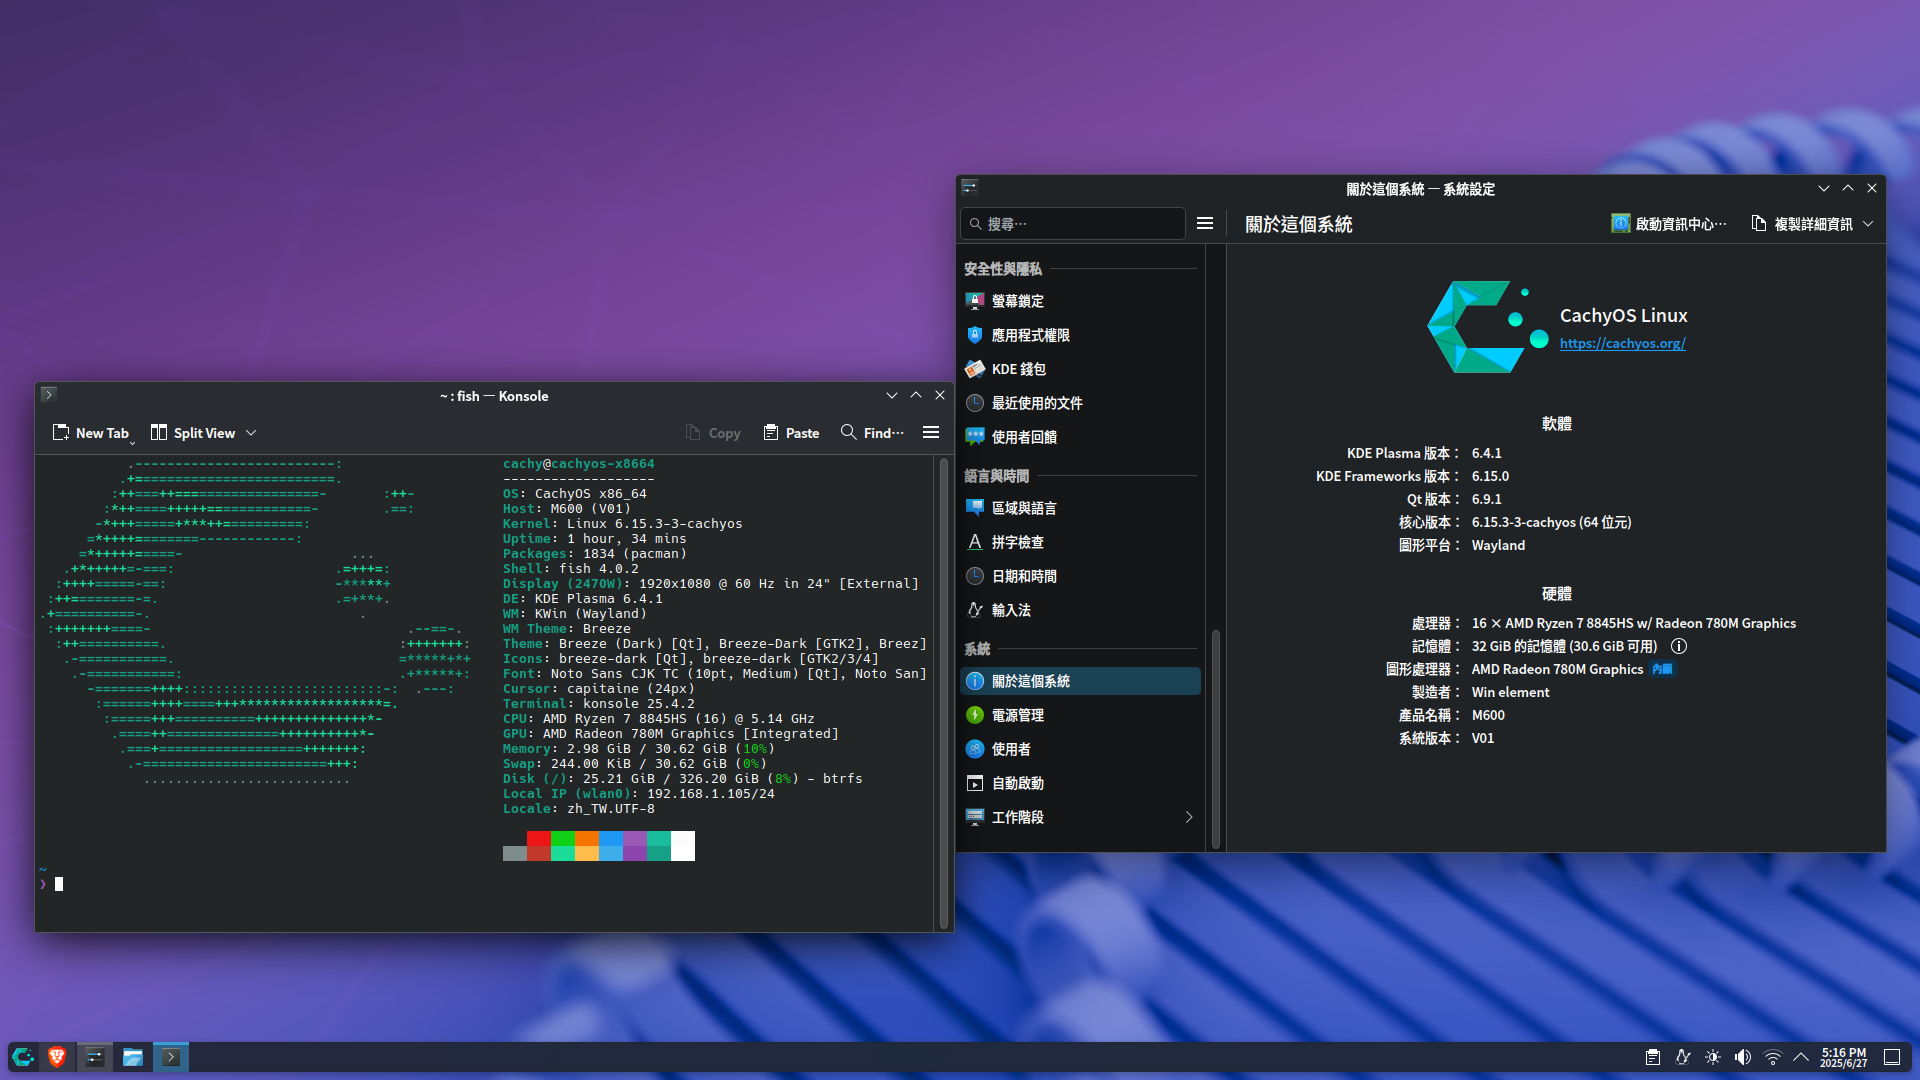 ~ : fish — Konsole
New Tab
Split View
Copy
Paste
Find…
cachy@cachyos-x8664
-------------------
OS: CachyOS x86_64
Host: M600 (V01)
Kernel: Linux 6.15.3-3-cachyos
Uptime: 1 hour, 34 mins
Packages: 1834 (pacman)
Shell: fish 4.0.2
Display (2470W): 1920x1080 @ 60 Hz in 24" [External]
DE: KDE Plasma 6.4.1
WM: KWin (Wayland)
WM Theme: Breeze
Theme: Breeze (Dark) [Qt], Breeze-Dark [GTK2], Breez]
Icons: breeze-dark [Qt], breeze-dark [GTK2/3/4]
Font: Noto Sans CJK TC (10pt, Medium) [Qt], Noto San]
Cursor: capitaine (24px)
Terminal: konsole 25.4.2
CPU: AMD Ryzen 7 8845HS (16) @ 5.14 GHz
GPU: AMD Radeon 780M Graphics [Integrated]
Memory: 2.98 GiB / 30.62 GiB (10%)
Swap: 244.00 KiB / 30.62 GiB (0%)
Disk (/): 25.21 GiB / 326.20 GiB (8%) - btrfs
Local IP (wlan0): 192.168.1.105/24
Locale: zh_TW.UTF-8
~
❯
關於這個系統 — 系統設定
搜尋…
關於這個系統
啟動資訊中心…
複製詳細資訊
安全性與隱私
螢幕鎖定
應用程式權限
KDE 錢包
最近使用的文件
使用者回饋
語言與時間
區域與語言
拼字檢查
日期和時間
輸入法
系統
關於這個系統
電源管理
使用者
自動啟動
工作階段
CachyOS Linux
https://cachyos.org/
軟體
KDE Plasma 版本： 6.4.1
KDE Frameworks 版本： 6.15.0
Qt 版本： 6.9.1
核心版本： 6.15.3-3-cachyos (64 位元)
圖形平台： Wayland
硬體
處理器： 16 × AMD Ryzen 7 8845HS w/ Radeon 780M Graphics
記憶體： 32 GiB 的記憶體 (30.6 GiB 可用)
圖形處理器： AMD Radeon 780M Graphics 內顯
製造者： Win element
產品名稱： M600
系統版本： V01
5:16 PM
2025/6/27